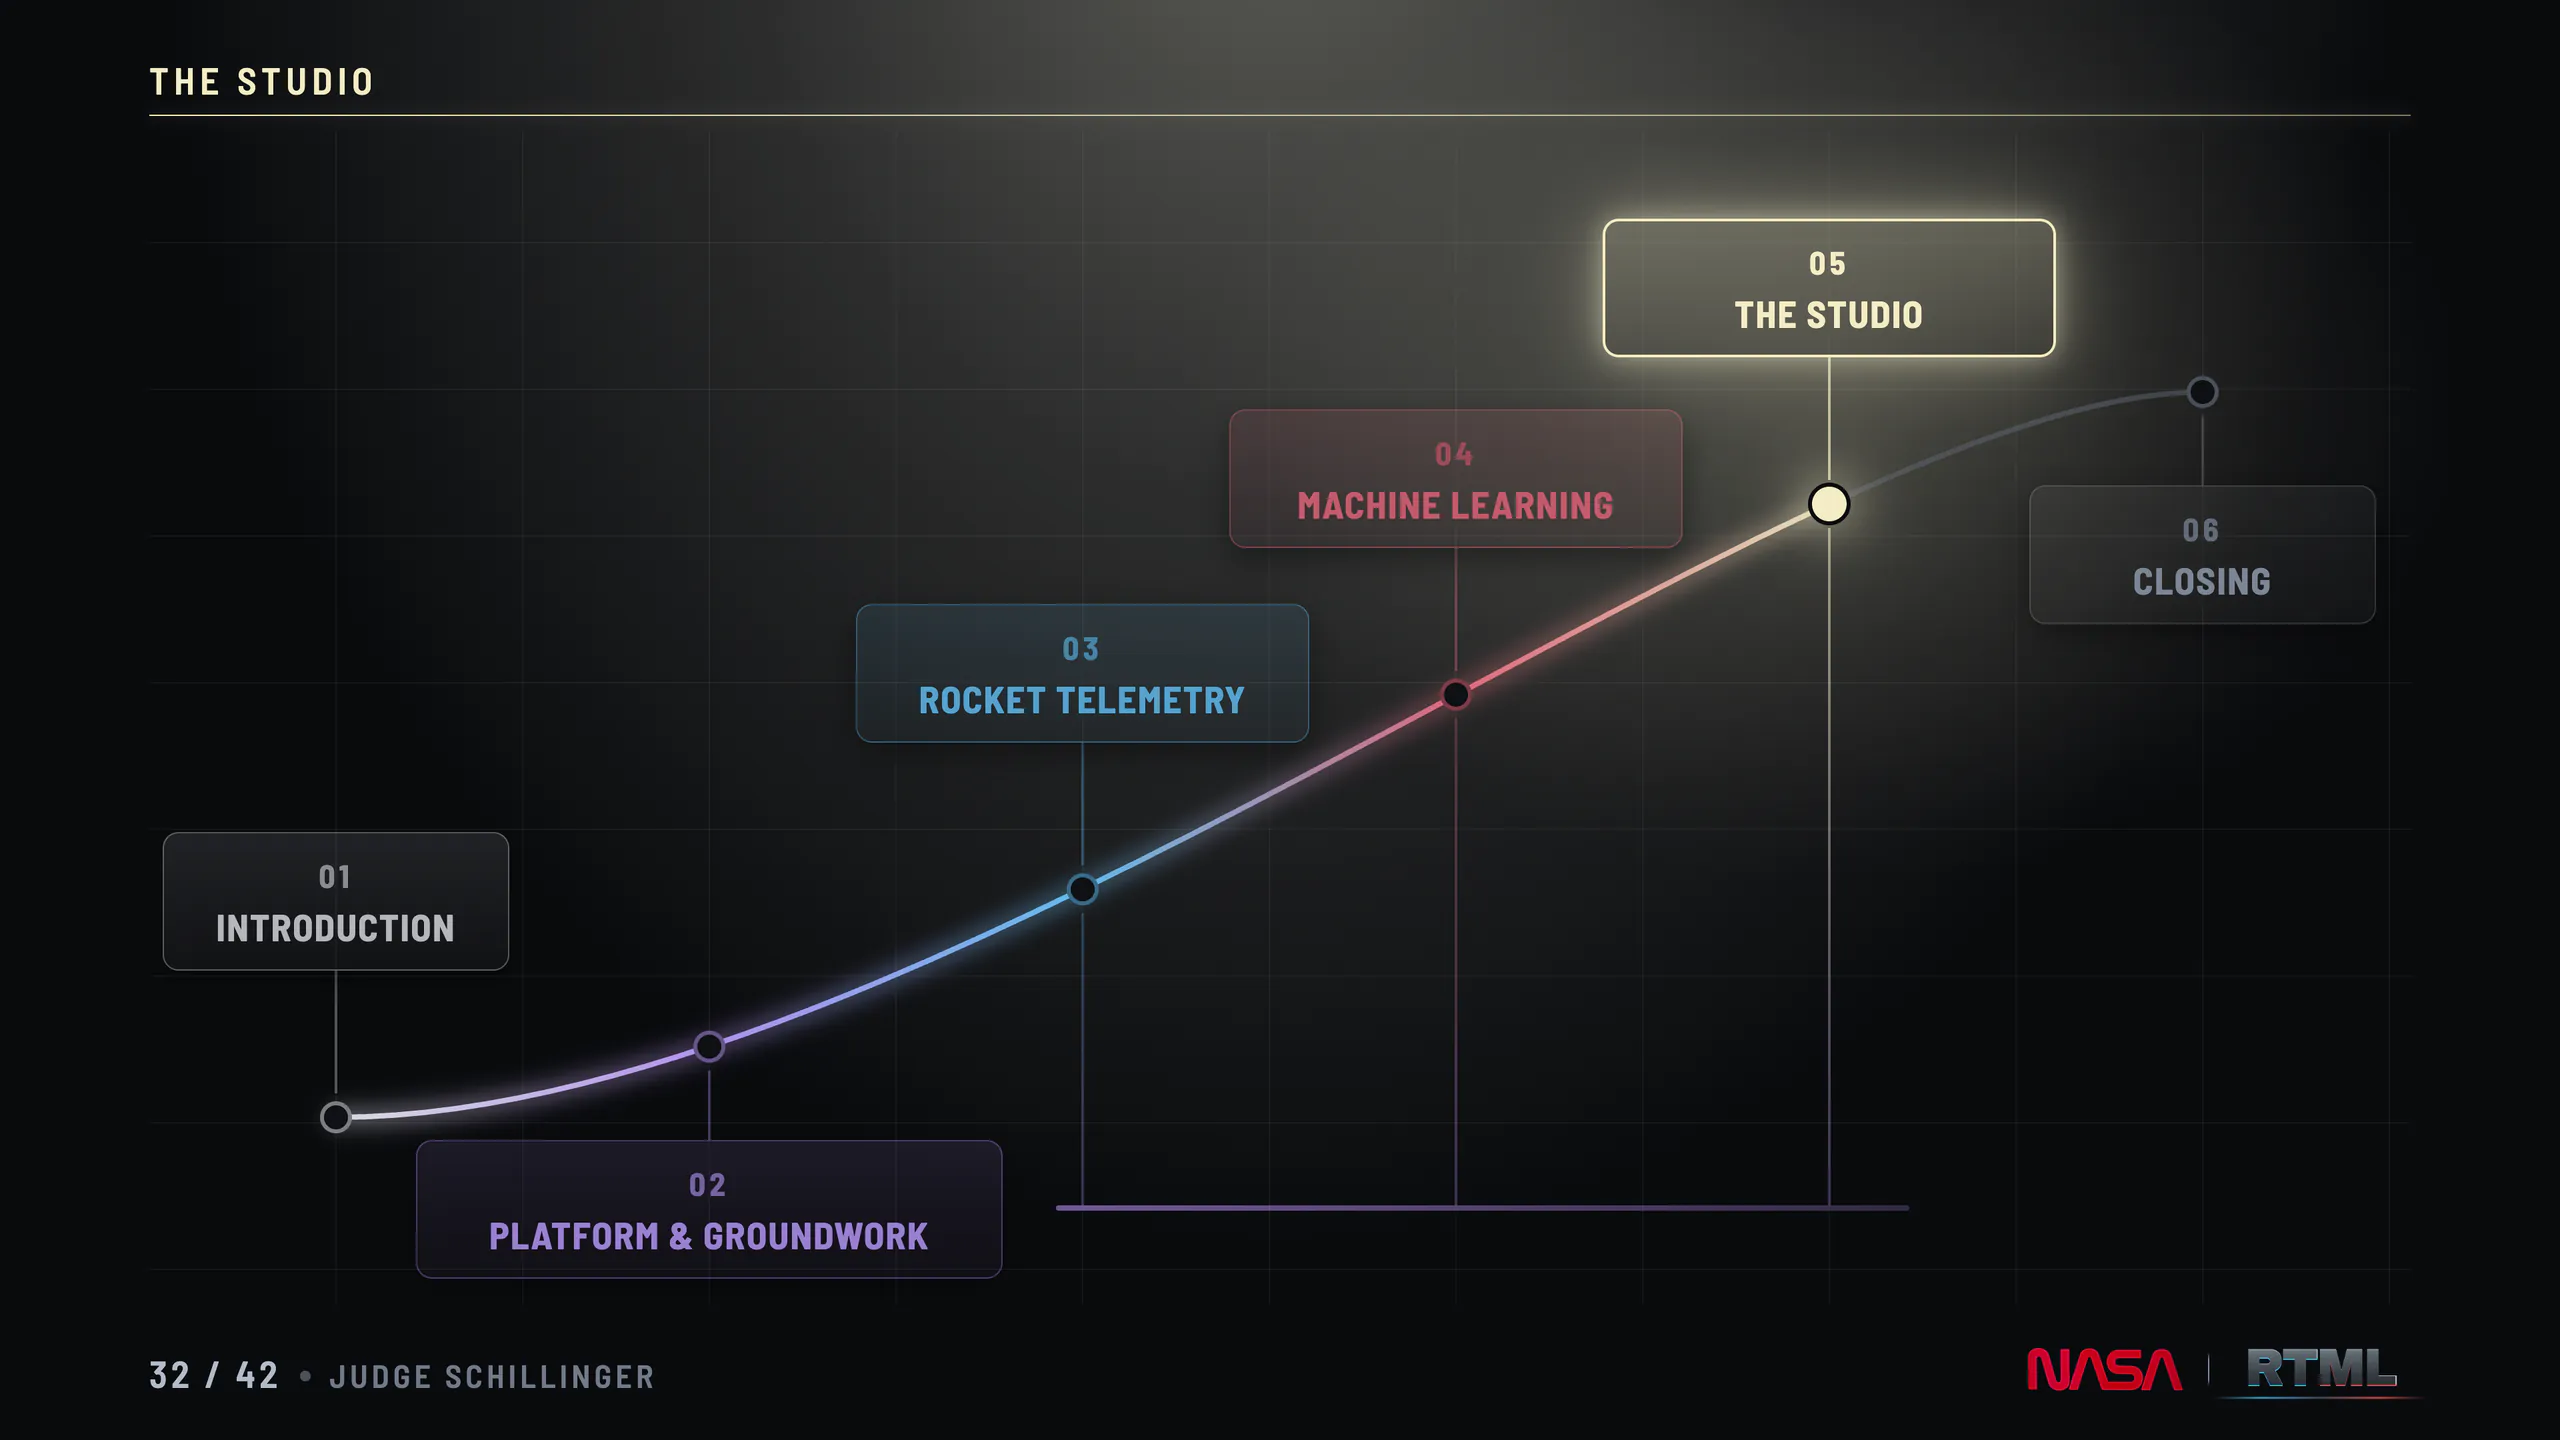 THE STUDIO
05
THE STUDIO
04
MACHINE LEARNING
06
CLOSING
03
ROCKET TELEMETRY
01
INTRODUCTION
02
PLATFORM & GROUNDWORK
32 / 42 • JUDGE SCHILLINGER
NASA | RTML